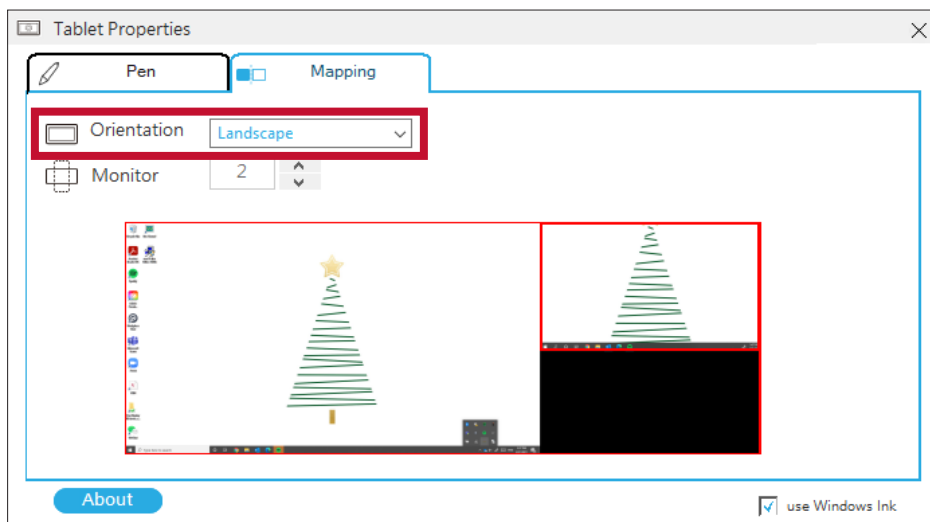 Tablet Properties
Pen
Mapping
Orientation
Landscape
Monitor
2
About
use Windows Ink